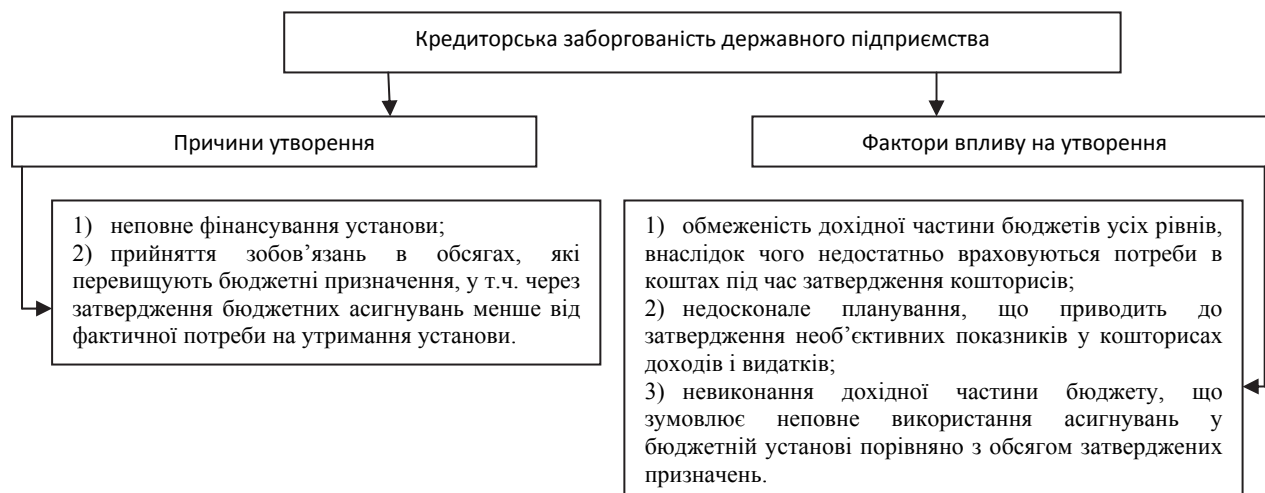 Кредиторська заборгованість державного підприємства
Причини утворення
Фактори впливу на утворення
1) неповне фінансування установи;
2) прийняття зобов’язань в обсягах, які
перевищують бюджетні призначення, у т.ч. через
затвердження бюджетних асигнувань менше від
фактичної потреби на утримання установи.
1) обмеженість дохідної частини бюджетів усіх рівнів,
внаслідок чого недостатньо враховуються потреби в
коштах під час затвердження кошторисів;
2) недосконале планування, що приводить до
затвердження необ’єктивних показників у кошторисах
доходів і видатків;
3) невиконання дохідної частини бюджету, що
зумовлює неповне використання асигнувань у
бюджетній установі порівняно з обсягом затверджених
призначень.